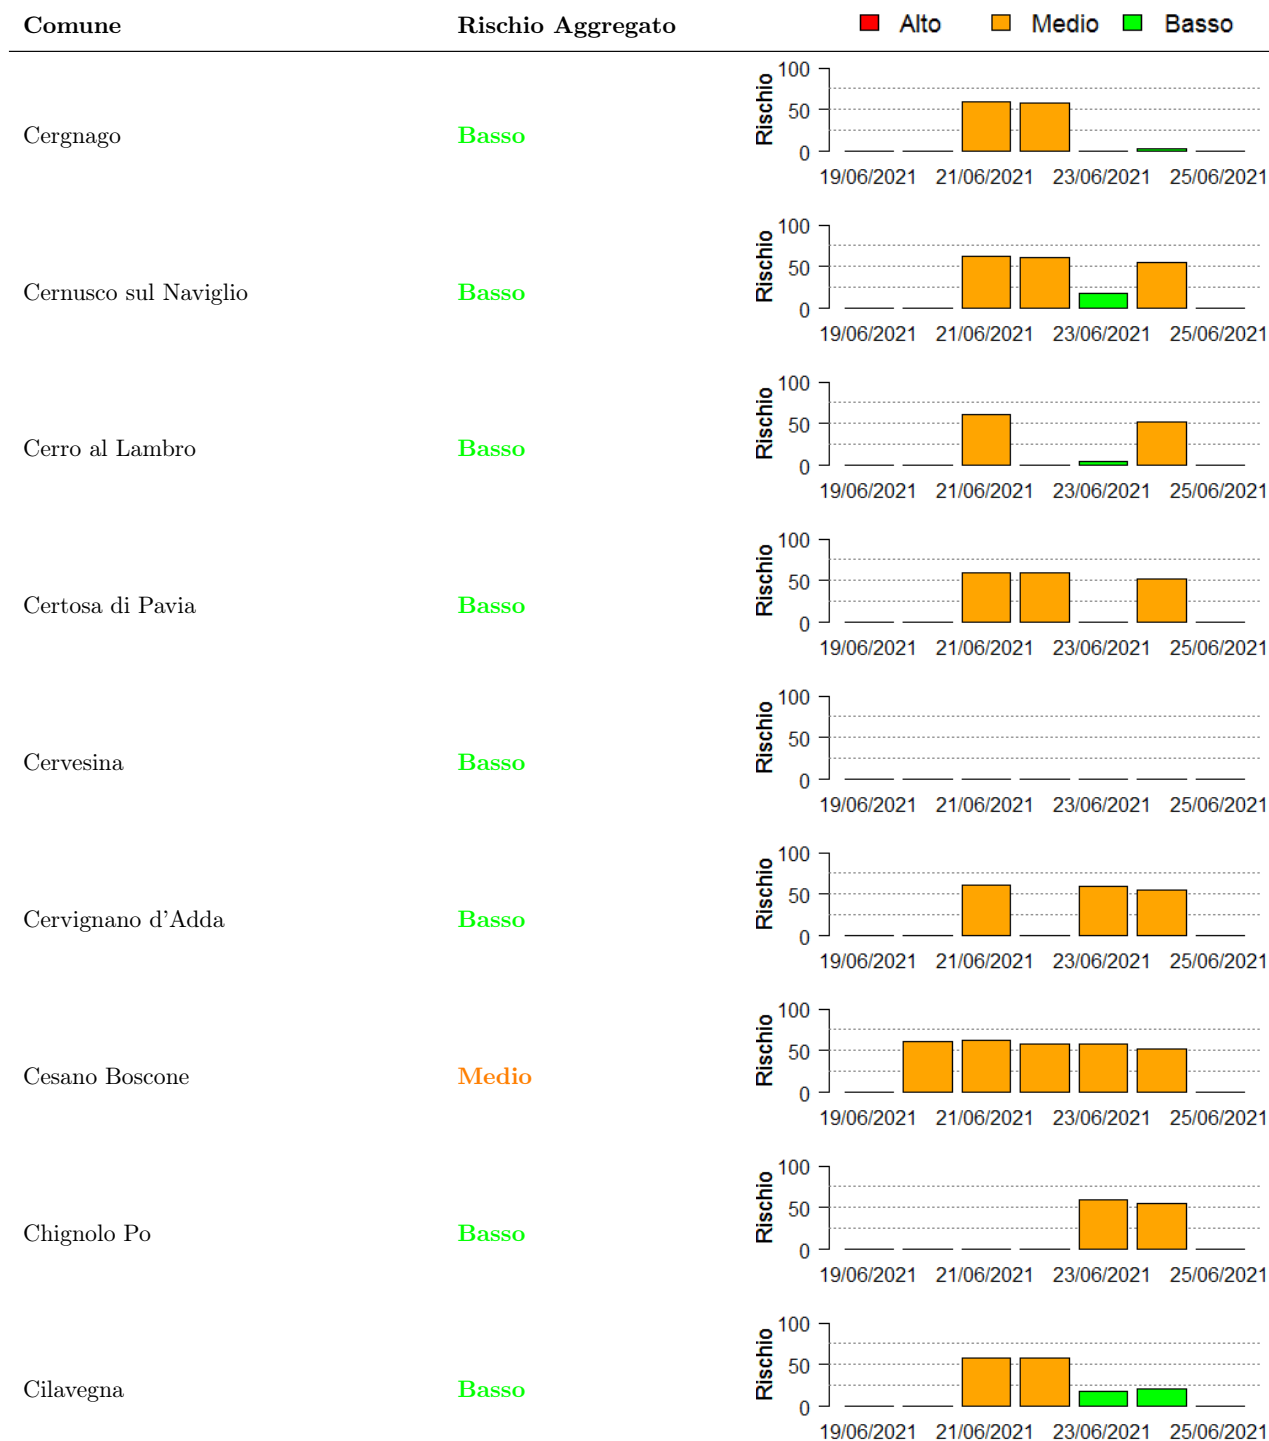 Comune Rischio Aggregato Alto Medio Basso
Cergnago Basso Rischio 100 50 0
19/06/2021 21/06/2021 23/06/2021 25/06/2021
Cernusco sul Naviglio Basso Rischio 100 50 0
19/06/2021 21/06/2021 23/06/2021 25/06/2021
Cerro al Lambro Basso Rischio 100 50 0
19/06/2021 21/06/2021 23/06/2021 25/06/2021
Certosa di Pavia Basso Rischio 100 50 0
19/06/2021 21/06/2021 23/06/2021 25/06/2021
Cervesina Basso Rischio 100 50 0
19/06/2021 21/06/2021 23/06/2021 25/06/2021
Cervignano d'Adda Basso Rischio 100 50 0
19/06/2021 21/06/2021 23/06/2021 25/06/2021
Cesano Boscone Medio Rischio 100 50 0
19/06/2021 21/06/2021 23/06/2021 25/06/2021
Chignolo Po Basso Rischio 100 50 0
19/06/2021 21/06/2021 23/06/2021 25/06/2021
Cilavegna Basso Rischio 100 50 0
19/06/2021 21/06/2021 23/06/2021 25/06/2021